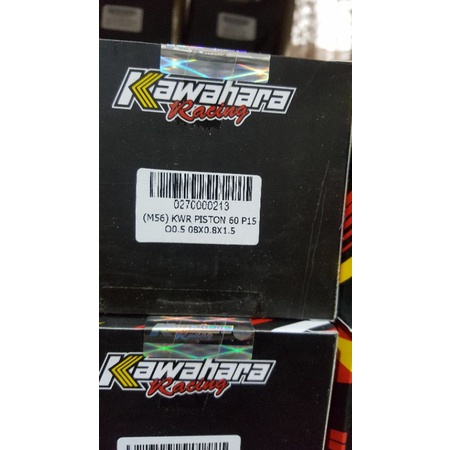 Kawahara
Racing
0270000213
(M56) KWR PISTON 60 P15
O0.5 08X0.8X1.5
Kawahara
Racing